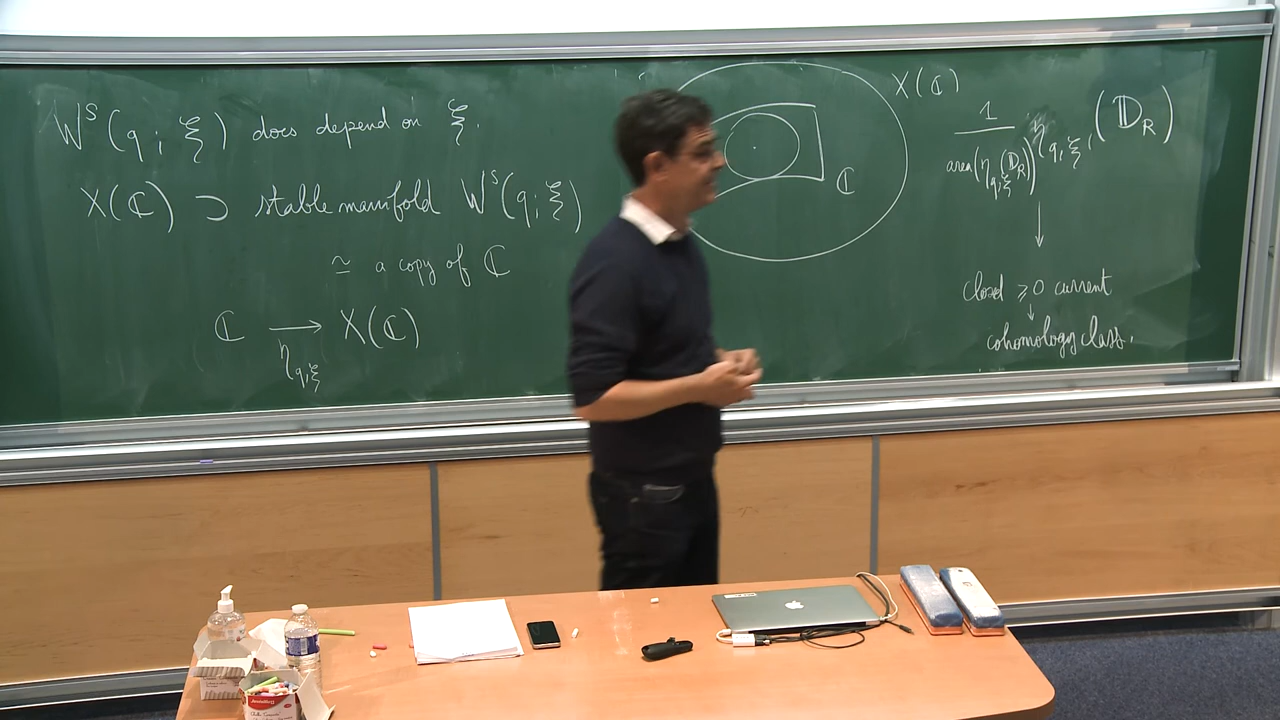 W^s(q; ξ) does depend on ξ.
X(ℂ) ⊃ stable manifold W^s(q; ξ)
≃ a copy of ℂ
ℂ ⟶ X(ℂ)
η_{q;ξ}
X(ℂ)
ℂ
1
area(η_{q;ξ}(𝔻_R)) η_{q;ξ}, (𝔻_R)
↓
closed ⩾0 current
↓
cohomology class.